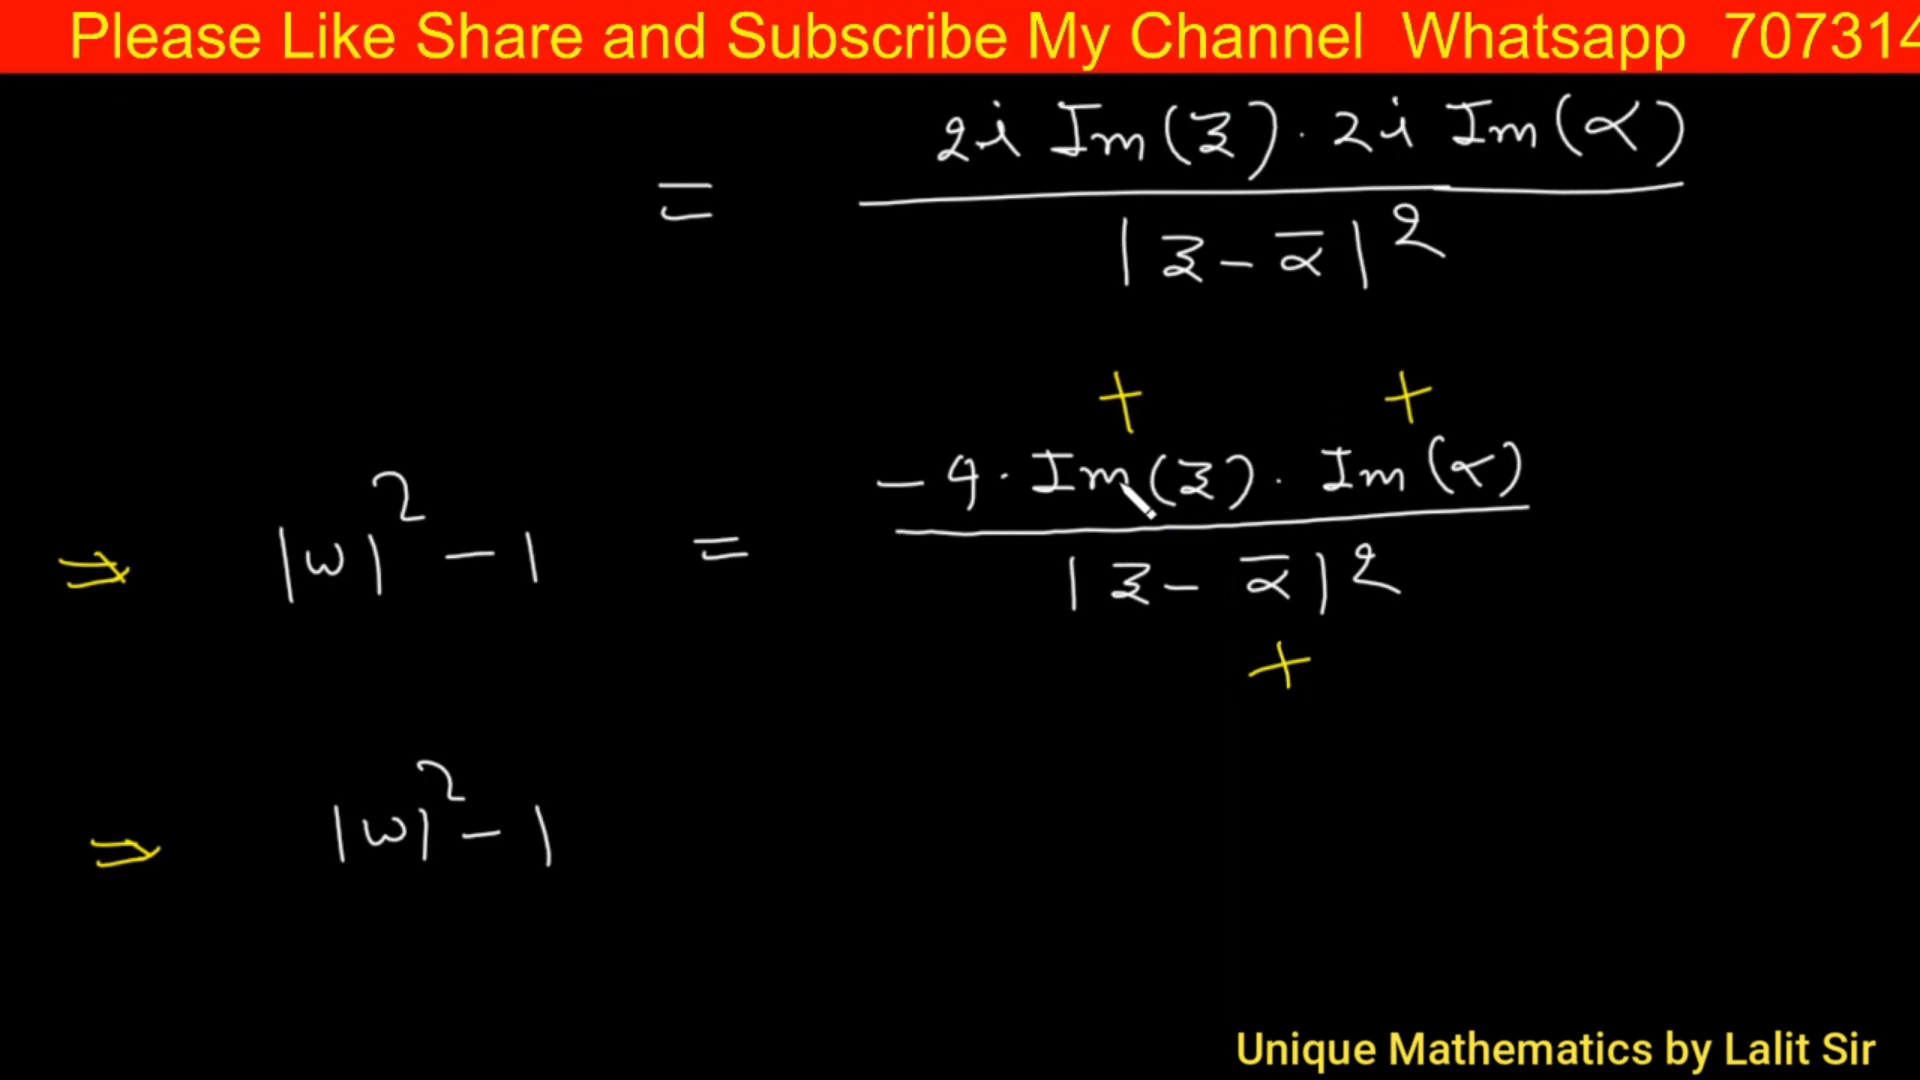 Please Like Share and Subscribe My Channel Whatsapp 707314
= 2i Im(z) · 2i Im(α) / |z - ᾱ|²
+ +
⇒ |w|² - 1 = -4 · Im(z) · Im(α) / |z - ᾱ|²
+
⇒ |w|² - 1
Unique Mathematics by Lalit Sir